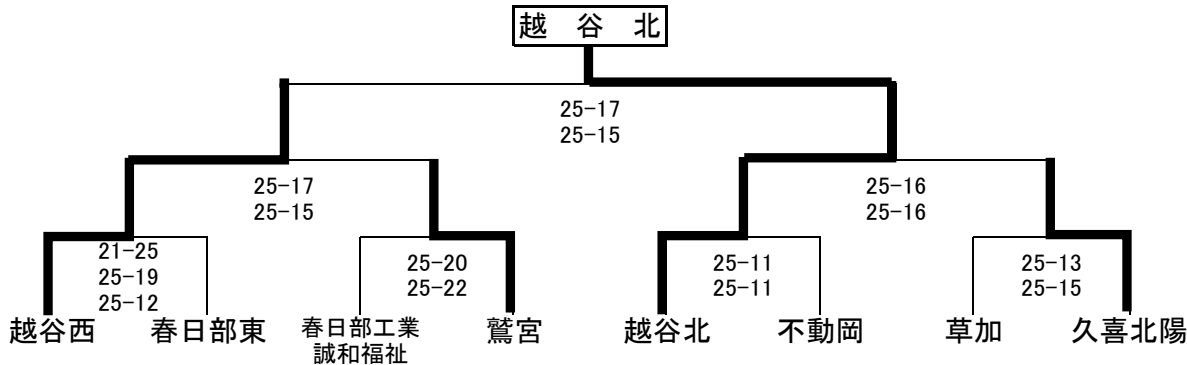 越 谷 北
25-17
25-15
25-17
25-15
25-16
25-16
21-25
25-19
25-12
25-20
25-22
25-11
25-11
25-13
25-15
越谷西
春日部東
春日部工業
誠和福祉
鷲宮
越谷北
不動岡
草加
久喜北陽